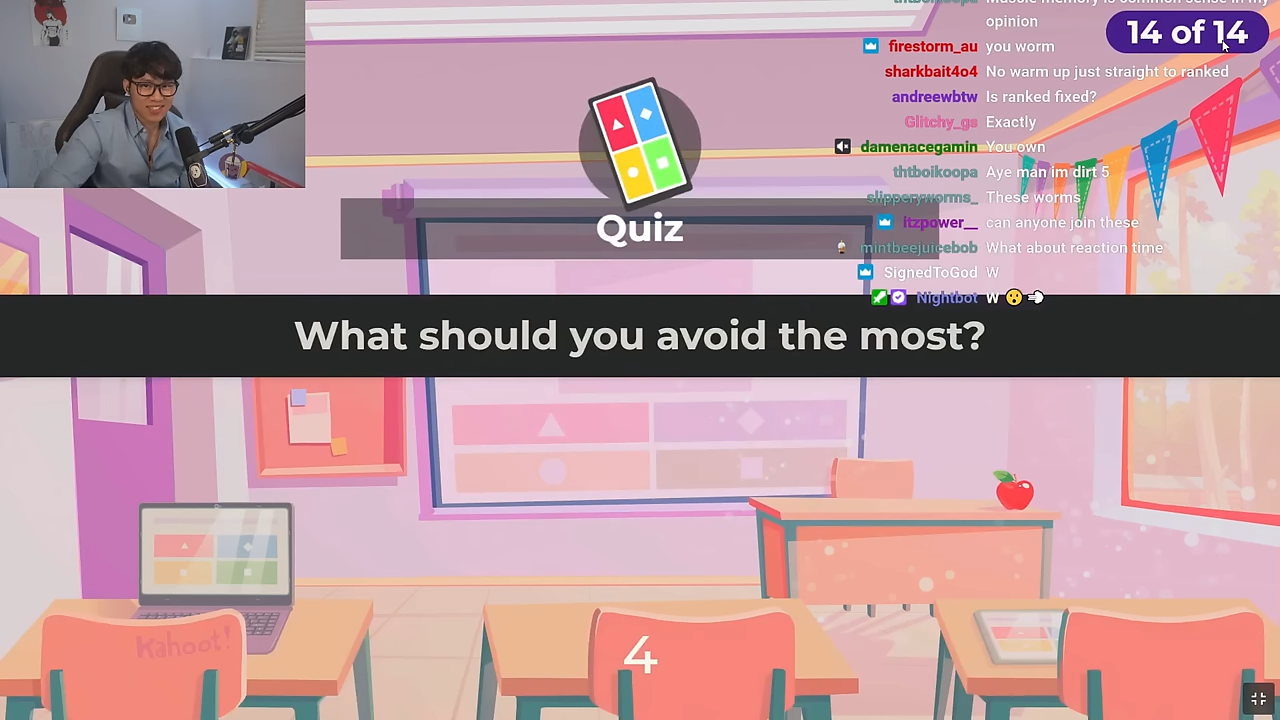 thtboikoopa Muscle memory is common sense in my
opinion
14 of 14
firestorm_au you worm
sharkbait4o4 No warm up just straight to ranked
andreewbtw Is ranked fixed?
Glitchy_gs Exactly
damenacegamin You own
thtboikoopa Aye man im dirt 5
slipperyworms_ These worms
itzpower__ can anyone join these
mintbeejuicebob What about reaction time
SignedToGod W
Nightbot W 😮 💨
Quiz
What should you avoid the most?
Kahoot!
4